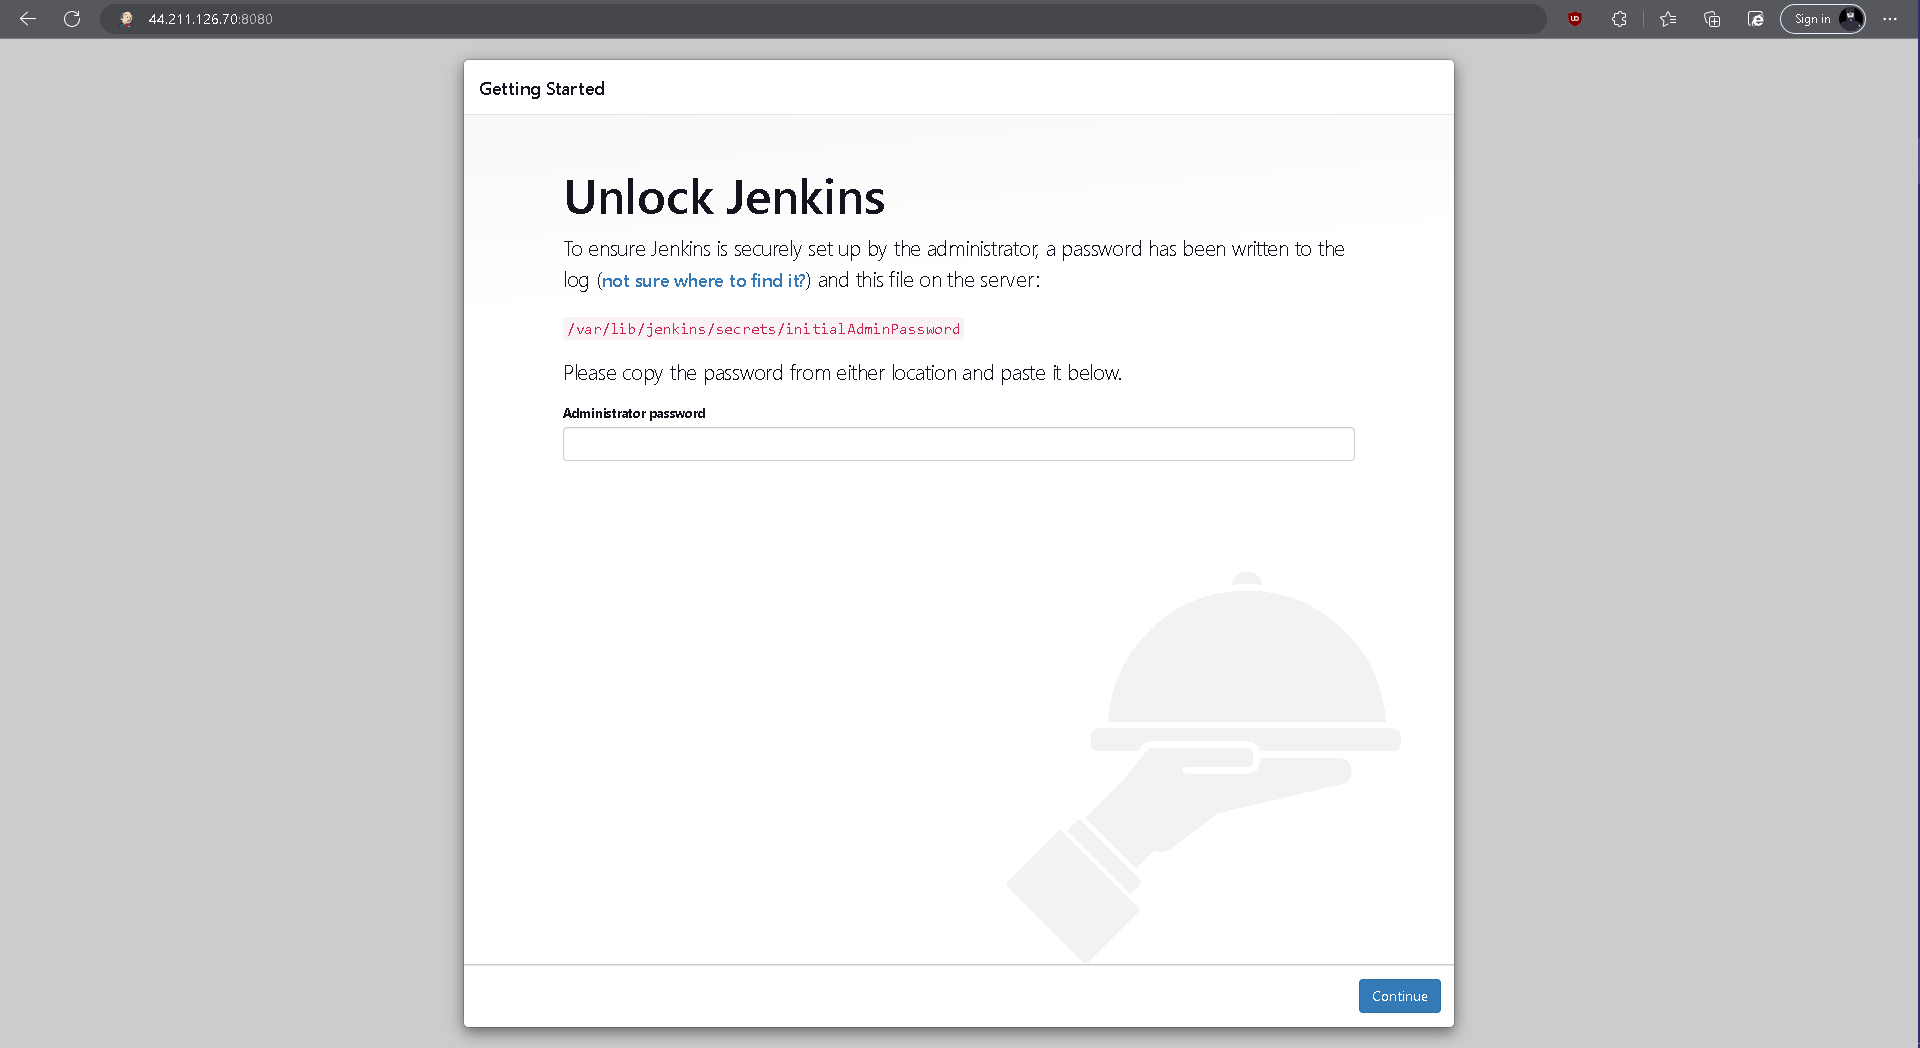 44.211.126.70:8080
Sign in
Getting Started
Unlock Jenkins
To ensure Jenkins is securely set up by the administrator, a password has been written to the
log (not sure where to find it?) and this file on the server:
/var/lib/jenkins/secrets/initialAdminPassword
Please copy the password from either location and paste it below.
Administrator password
Continue